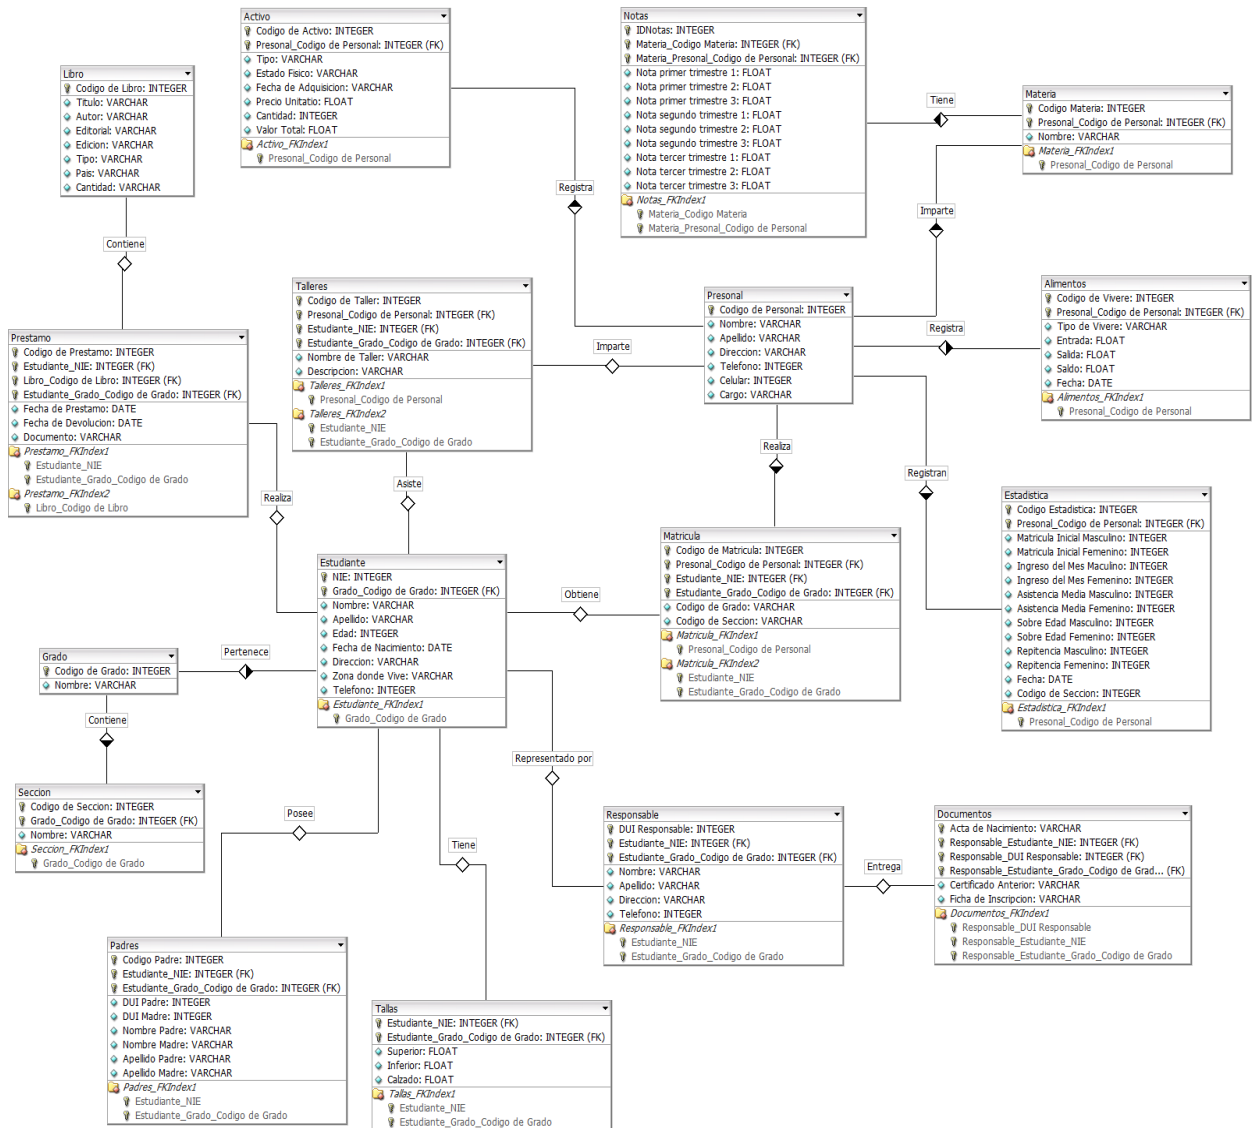 Activo
Codigo de Activo: INTEGER
Presonal_Codigo de Personal: INTEGER (FK)
Tipo: VARCHAR
Estado Fisico: VARCHAR
Fecha de Adquisicion: VARCHAR
Precio Unitatio: FLOAT
Cantidad: INTEGER
Valor Total: FLOAT
Activo_FKIndex1
Presonal_Codigo de Personal
Notas
IDNotas: INTEGER
Materia_Codigo Materia: INTEGER (FK)
Materia_Presonal_Codigo de Personal: INTEGER (FK)
Nota primer trimestre 1: FLOAT
Nota primer trimestre 2: FLOAT
Nota primer trimestre 3: FLOAT
Nota segundo trimestre 1: FLOAT
Nota segundo trimestre 2: FLOAT
Nota segundo trimestre 3: FLOAT
Nota tercer trimestre 1: FLOAT
Nota tercer trimestre 2: FLOAT
Nota tercer trimestre 3: FLOAT
Notas_FKIndex1
Materia_Codigo Materia
Materia_Presonal_Codigo de Personal
Libro
Codigo de Libro: INTEGER
Titulo: VARCHAR
Autor: VARCHAR
Editorial: VARCHAR
Edicion: VARCHAR
Tipo: VARCHAR
Pais: VARCHAR
Cantidad: VARCHAR
Tiene
Materia
Codigo Materia: INTEGER
Presonal_Codigo de Personal: INTEGER (FK)
Nombre: VARCHAR
Materia_FKIndex1
Presonal_Codigo de Personal
Registra
Imparte
Contiene
Talleres
Codigo de Taller: INTEGER
Presonal_Codigo de Personal: INTEGER (FK)
Estudiante_NIE: INTEGER (FK)
Estudiante_Grado_Codigo de Grado: INTEGER (FK)
Nombre de Taller: VARCHAR
Descripcion: VARCHAR
Talleres_FKIndex1
Presonal_Codigo de Personal
Talleres_FKIndex2
Estudiante_NIE
Estudiante_Grado_Codigo de Grado
Imparte
Presonal
Codigo de Personal: INTEGER
Nombre: VARCHAR
Apellido: VARCHAR
Direccion: VARCHAR
Telefono: INTEGER
Celular: INTEGER
Cargo: VARCHAR
Registra
Alimentos
Codigo de Vivere: INTEGER
Presonal_Codigo de Personal: INTEGER (FK)
Tipo de Vivere: VARCHAR
Entrada: FLOAT
Salida: FLOAT
Saldo: FLOAT
Fecha: DATE
Alimentos_FKIndex1
Presonal_Codigo de Personal
Prestamo
Codigo de Prestamo: INTEGER
Estudiante_NIE: INTEGER (FK)
Libro_Codigo de Libro: INTEGER (FK)
Estudiante_Grado_Codigo de Grado: INTEGER (FK)
Fecha de Prestamo: DATE
Fecha de Devolucion: DATE
Documento: VARCHAR
Prestamo_FKIndex1
Estudiante_NIE
Estudiante_Grado_Codigo de Grado
Prestamo_FKIndex2
Libro_Codigo de Libro
Realiza
Asiste
Realiza
Registran
Estadistica
Codigo Estadistica: INTEGER
Presonal_Codigo de Personal: INTEGER (FK)
Matricula Inicial Masculino: INTEGER
Matricula Inicial Femenino: INTEGER
Ingreso del Mes Maculino: INTEGER
Ingreso del Mes Femenino: INTEGER
Asistencia Media Masculino: INTEGER
Asistencia Media Femenino: INTEGER
Sobre Edad Masculino: INTEGER
Sobre Edad Femenino: INTEGER
Repitencia Masculino: INTEGER
Repitencia Femenino: INTEGER
Fecha: DATE
Codigo de Seccion: INTEGER
Estadistica_FKIndex1
Presonal_Codigo de Personal
Estudiante
NIE: INTEGER
Grado_Codigo de Grado: INTEGER (FK)
Nombre: VARCHAR
Apellido: VARCHAR
Edad: INTEGER
Fecha de Nacimiento: DATE
Direccion: VARCHAR
Zona donde Vive: VARCHAR
Telefono: INTEGER
Estudiante_FKIndex1
Grado_Codigo de Grado
Obtiene
Matricula
Codigo de Matricula: INTEGER
Presonal_Codigo de Personal: INTEGER (FK)
Estudiante_NIE: INTEGER (FK)
Estudiante_Grado_Codigo de Grado: INTEGER (FK)
Codigo de Grado: VARCHAR
Codigo de Seccion: VARCHAR
Matricula_FKIndex1
Presonal_Codigo de Personal
Matricula_FKIndex2
Estudiante_NIE
Estudiante_Grado_Codigo de Grado
Grado
Codigo de Grado: INTEGER
Nombre: VARCHAR
Pertenece
Contiene
Seccion
Codigo de Seccion: INTEGER
Grado_Codigo de Grado: INTEGER (FK)
Nombre: VARCHAR
Seccion_FKIndex1
Grado_Codigo de Grado
Representado por
Posee
Tiene
Responsable
DUI Responsable: INTEGER
Estudiante_NIE: INTEGER (FK)
Estudiante_Grado_Codigo de Grado: INTEGER (FK)
Nombre: VARCHAR
Apellido: VARCHAR
Direccion: VARCHAR
Telefono: INTEGER
Responsable_FKIndex1
Estudiante_NIE
Estudiante_Grado_Codigo de Grado
Entrega
Documentos
Acta de Nacimiento: VARCHAR
Responsable_Estudiante_NIE: INTEGER (FK)
Responsable_DUI Responsable: INTEGER (FK)
Responsable_Estudiante_Grado_Codigo de Grad... (FK)
Certificado Anterior: VARCHAR
Ficha de Inscripcion: VARCHAR
Documentos_FKIndex1
Responsable_DUI Responsable
Responsable_Estudiante_NIE
Responsable_Estudiante_Grado_Codigo de Grado
Padres
Codigo Padre: INTEGER
Estudiante_NIE: INTEGER (FK)
Estudiante_Grado_Codigo de Grado: INTEGER (FK)
DUI Padre: INTEGER
DUI Madre: INTEGER
Nombre Padre: VARCHAR
Nombre Madre: VARCHAR
Apellido Padre: VARCHAR
Apellido Madre: VARCHAR
Padres_FKIndex1
Estudiante_NIE
Estudiante_Grado_Codigo de Grado
Tallas
Estudiante_NIE: INTEGER (FK)
Estudiante_Grado_Codigo de Grado: INTEGER (FK)
Superior: FLOAT
Inferior: FLOAT
Calzado: FLOAT
Tallas_FKIndex1
Estudiante_NIE
Estudiante_Grado_Codigo de Grado